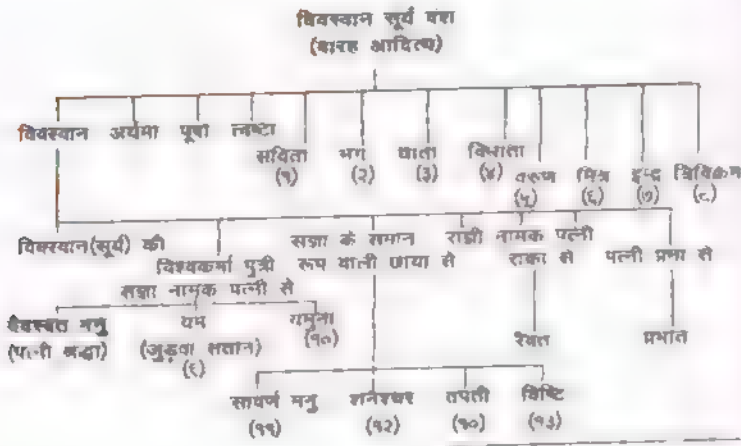 विवस्वान सूर्य वंश
(बारह आदित्य)
विवस्वान अर्यमा पूषा त्वष्टा
सविता भग धाता विधाता
(१) (२) (३) (४)
वरुण मित्र इन्द्र त्रिविक्रम
(५) (६) (७) (८)
विवस्वान(सूर्य) की
विश्वकर्मा पुत्री
संज्ञा नामक पत्नी से
संज्ञा के समान
रूप वाली छाया से
राज्ञी नामक पत्नी
राका से
पत्नी प्रभा से
वैवस्वत मनु
(पत्नी श्रद्धा)
यम
(जुड़वा संतान)
(९)
यमुना
(१०)
रेवत
प्रभात
सावर्ण मनु शनैश्चर तपती विष्टि
(११) (१२) (१०) (१३)